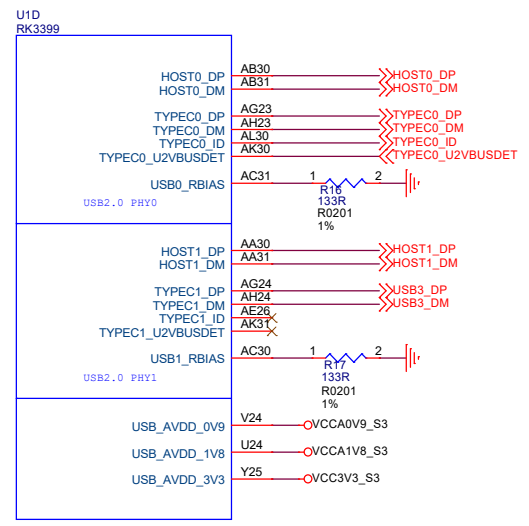 U1D
RK3399
HOST0_DP AB30 HOST0_DP
HOST0_DM AB31 HOST0_DM
TYPEC0_DP AG23 TYPEC0_DP
TYPEC0_DM AH23 TYPEC0_DM
TYPEC0_ID AL30 TYPEC0_ID
TYPEC0_U2VBUSDET AK30 TYPEC0_U2VBUSDET
USB0_RBIAS AC31 1 2
R16
133R
R0201
1%
USB2.0 PHY0
HOST1_DP AA30 HOST1_DP
HOST1_DM AA31 HOST1_DM
TYPEC1_DP AG24 USB3_DP
TYPEC1_DM AH24 USB3_DM
TYPEC1_ID AE26
TYPEC1_U2VBUSDET AK31
USB1_RBIAS AC30 1 2
R17
133R
R0201
1%
USB2.0 PHY1
USB_AVDD_0V9 V24 VCCA0V9_S3
USB_AVDD_1V8 U24 VCCA1V8_S3
USB_AVDD_3V3 Y25 VCC3V3_S3